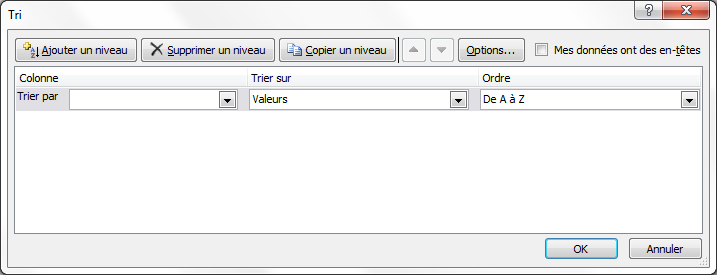 Tri
Ajouter un niveau Supprimer un niveau Copier un niveau Options... Mes données ont des en-têtes
Colonne Trier sur Ordre
Trier par Valeurs De A à Z
OK Annuler